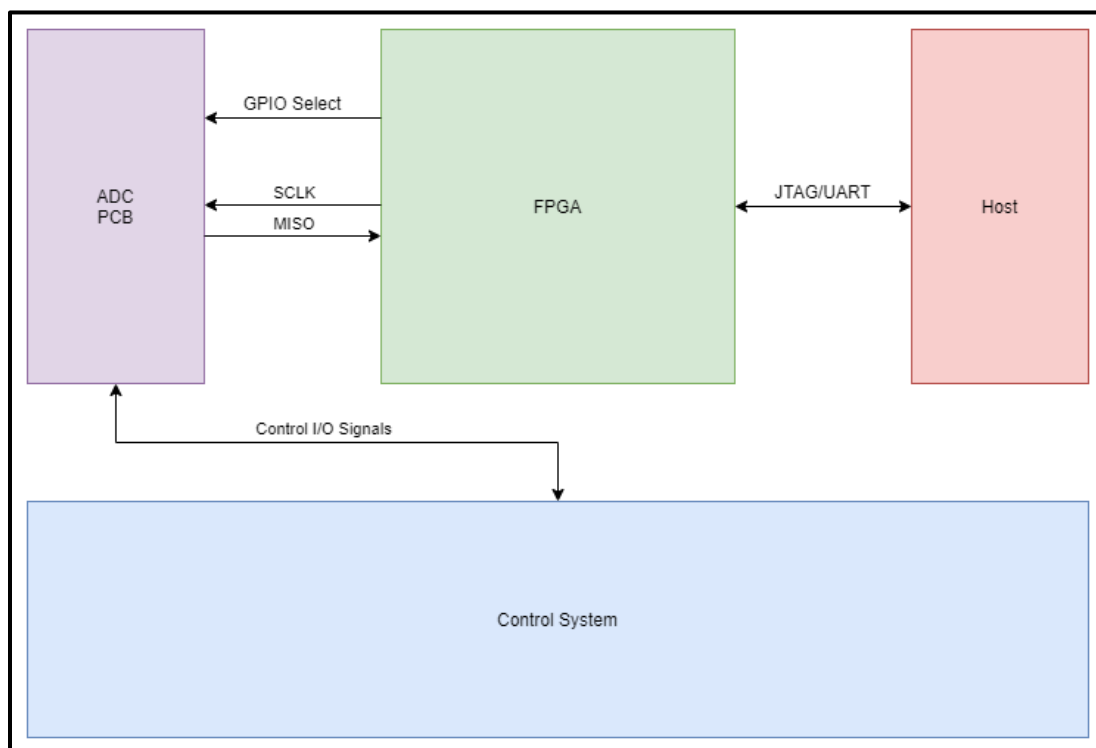 GPIO Select
ADC
PCB
SCLK
MISO
FPGA
JTAG/UART
Host
Control I/O Signals
Control System